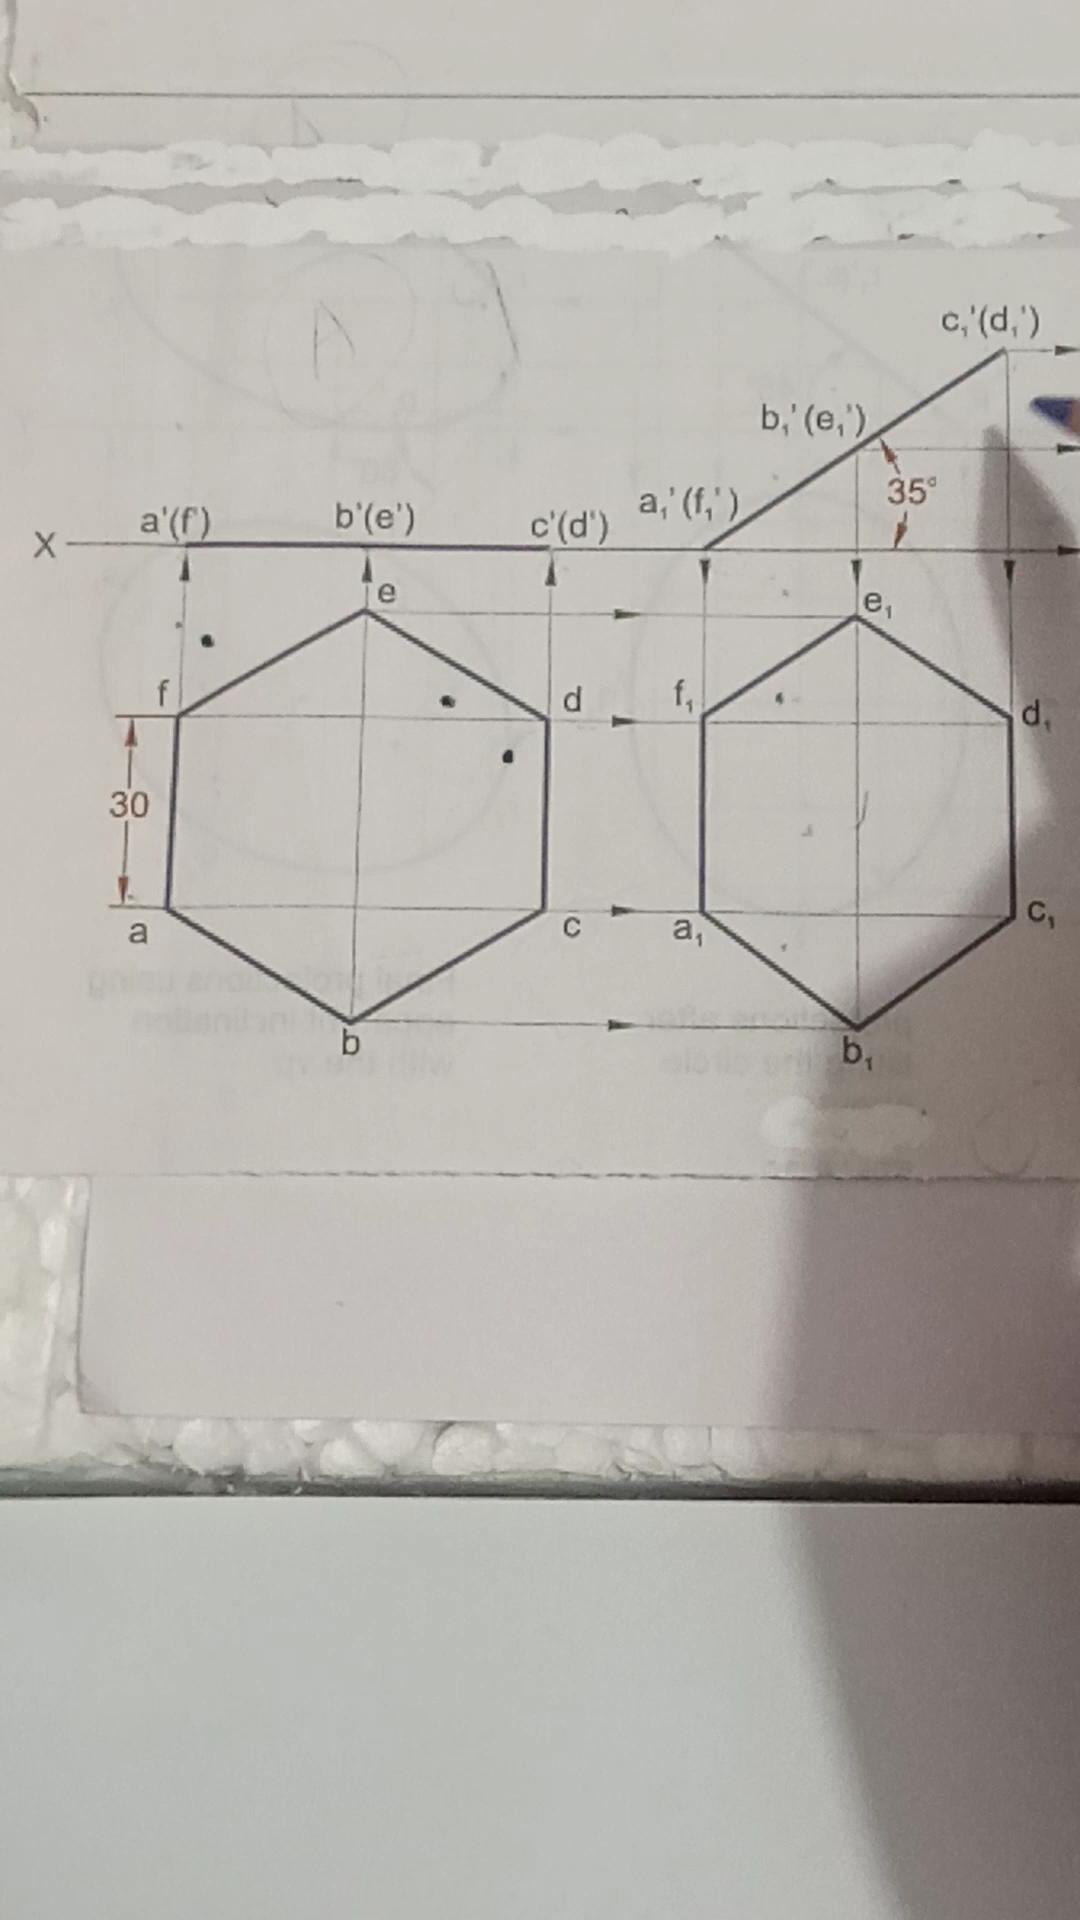 A
c₁'(d₁')
b₁'(e₁')
35°
a₁'(f₁')
a'(f')
b'(e')
c'(d')
X
e
e₁
f
d
f₁
d₁
30
a
c
a₁
c₁
b
b₁